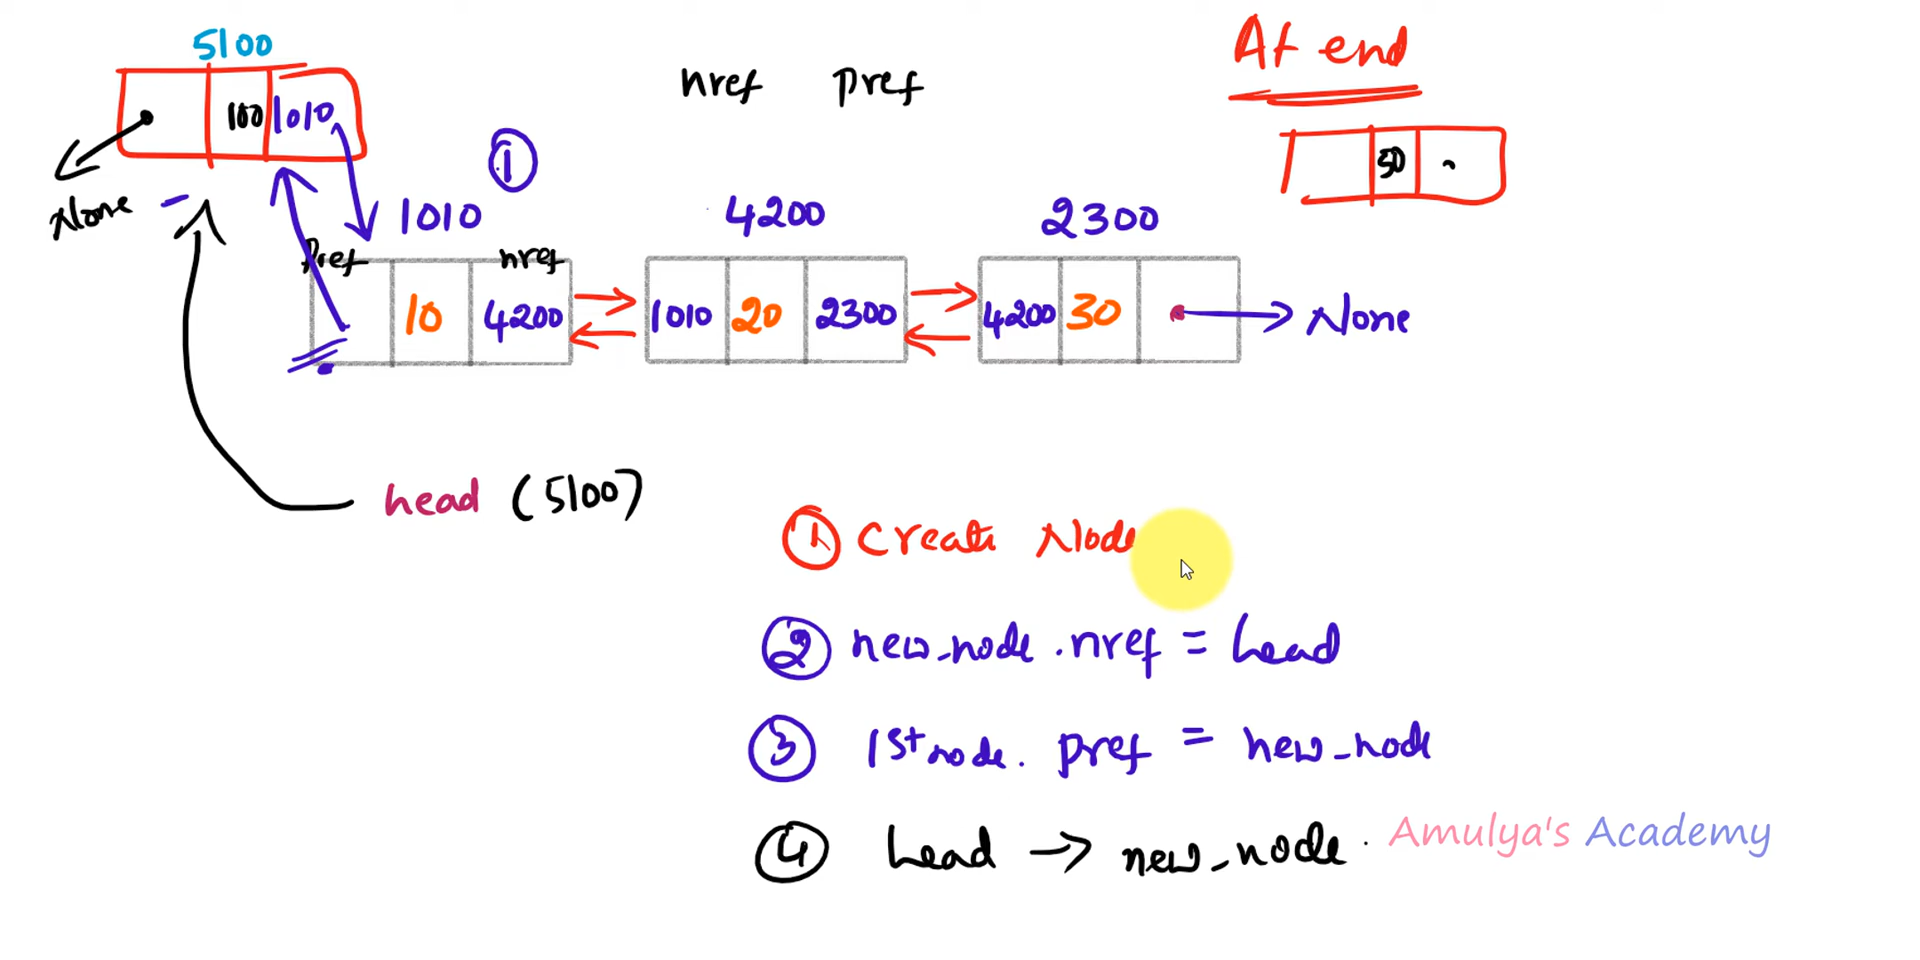 5100
At end
nref pref
100 1010
1
50
None
1010 4200 2300
Pref nref
10 4200 1010 20 2300 4200 30 None
head (5100)
1 Create Node
2 new_node.nref = head
3 1st node. pref = new_node
4 head → new_node.
Amulya's Academy